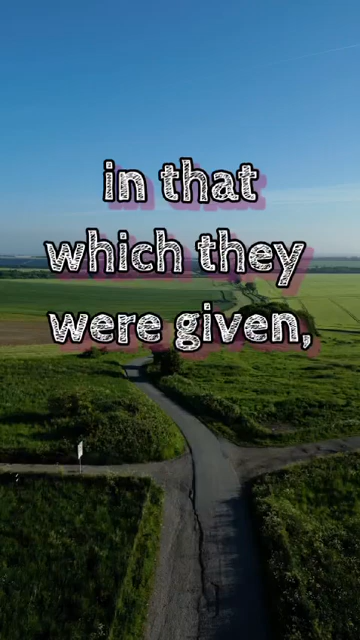 in that
which they
were given,